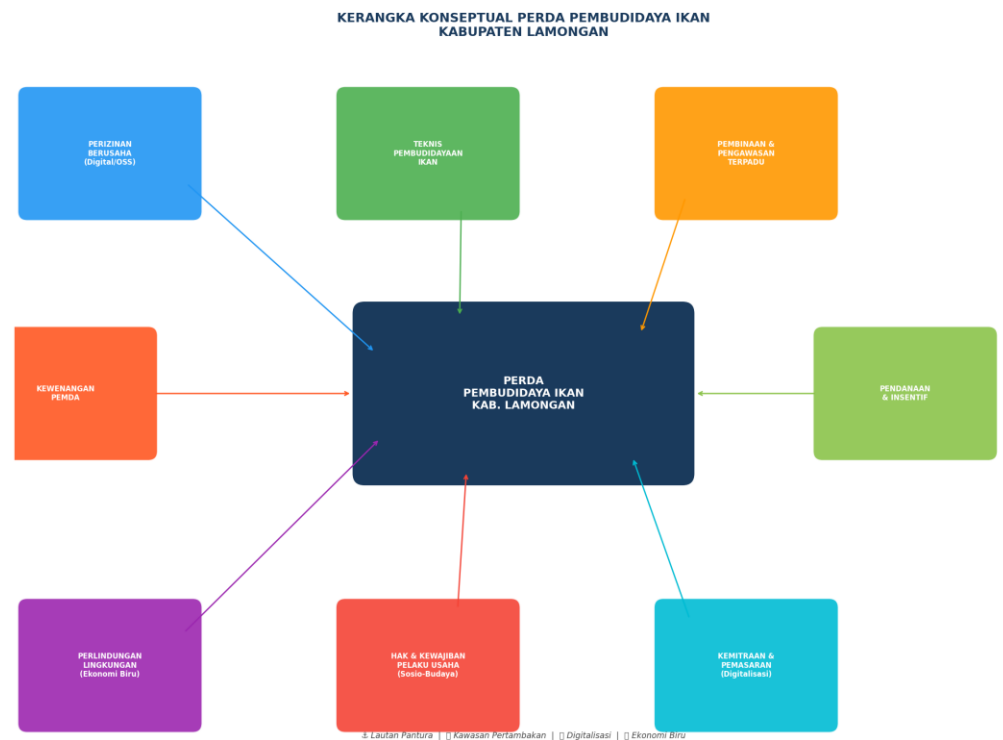 KERANGKA KONSEPTUAL PERDA PEMBUDIDAYA IKAN
KABUPATEN LAMONGAN
PERIZINAN
BERUSAHA
(Digital/OSS)
TEKNIS
PEMBUDIDAYAAN
IKAN
PEMBINAAN &
PENGAWASAN
TERPADU
KEWENANGAN
PEMDA
PERDA
PEMBUDIDAYA IKAN
KAB. LAMONGAN
PENDANAAN
& INSENTIF
PERLINDUNGAN
LINGKUNGAN
(Ekonomi Biru)
HAK & KEWAJIBAN
PELAKU USAHA
(Sosio-Budaya)
KEMITRAAN &
PEMASARAN
(Digitalisasi)
⚓ Lautan Pantura | ▯ Kawasan Pertambakan | ▯ Digitalisasi | ▯ Ekonomi Biru